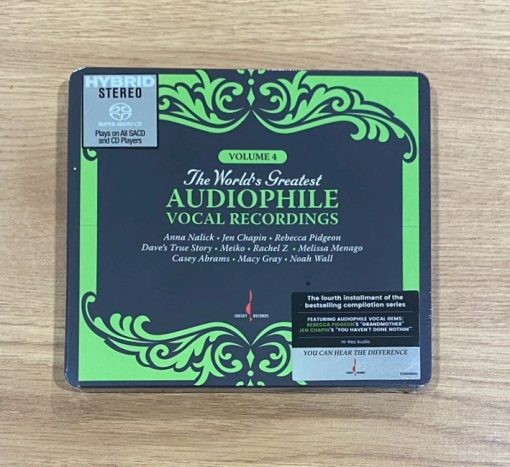 HYBRID
STEREO
SUPER AUDIO CD
Plays on All SACD
and CD Players
VOLUME 4
The World's Greatest
AUDIOPHILE
VOCAL RECORDINGS
Anna Nalick • Jen Chapin • Rebecca Pidgeon
Dave's True Story • Meiko • Rachel Z • Melissa Menago
Casey Abrams • Macy Gray • Noah Wall
CHESKY RECORDS
The fourth installment of the
bestselling compilation series
FEATURING AUDIOPHILE VOCAL GEMS:
REBECCA PIDGEON'S "GRANDMOTHER"
JEN CHAPIN'S "YOU HAVEN'T DONE NOTHIN'"
Hi-Res Audio
YOU CAN HEAR THE DIFFERENCE